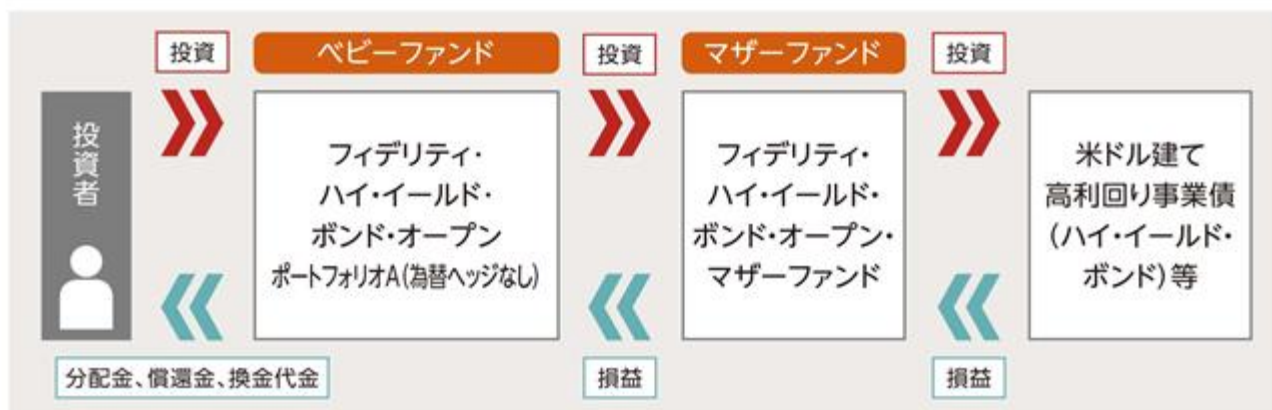 投資
ベビーファンド
投資
マザーファンド
投資
投資者
フィデリティ・
ハイ・イールド・
ボンド・オープン
ポートフォリオA(為替ヘッジなし)
フィデリティ・
ハイ・イールド・
ボンド・オープン・
マザーファンド
米ドル建て
高利回り事業債
(ハイ・イールド・
ボンド)等
分配金、償還金、換金代金
損益
損益